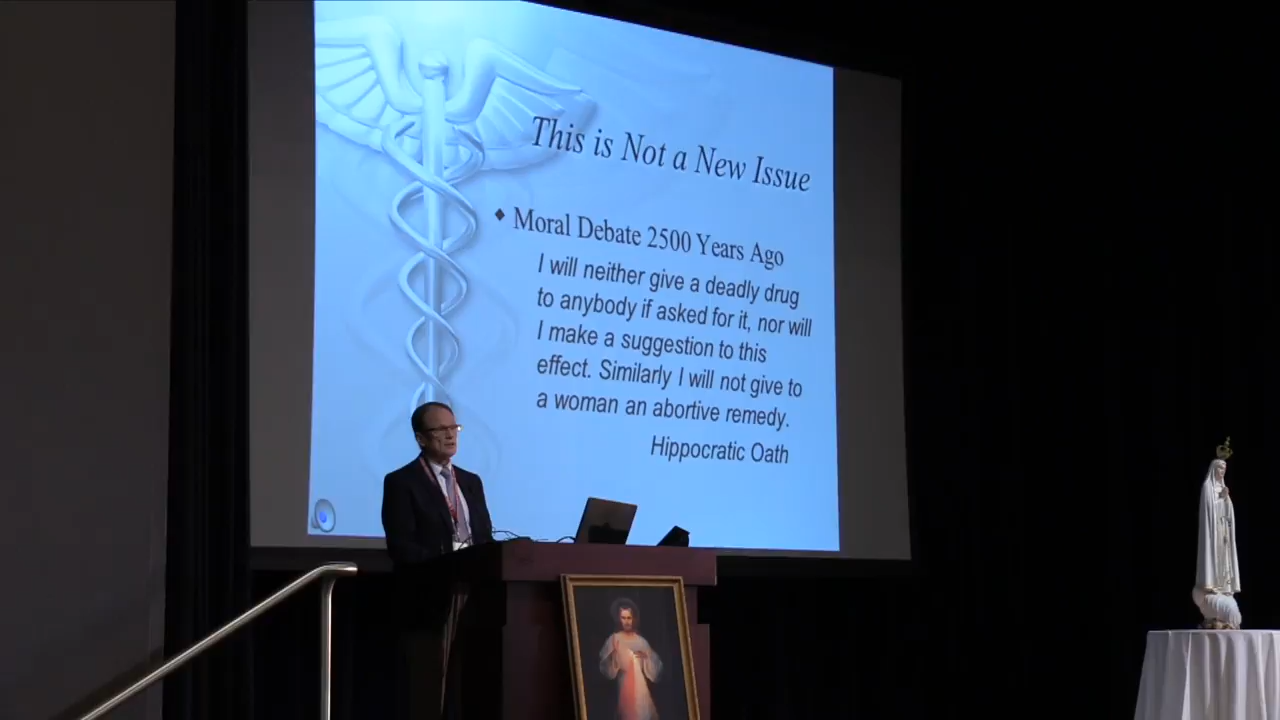 This is Not a New Issue
◆ Moral Debate 2500 Years Ago
I will neither give a deadly drug
to anybody if asked for it, nor will
I make a suggestion to this
effect. Similarly I will not give to
a woman an abortive remedy.
Hippocratic Oath